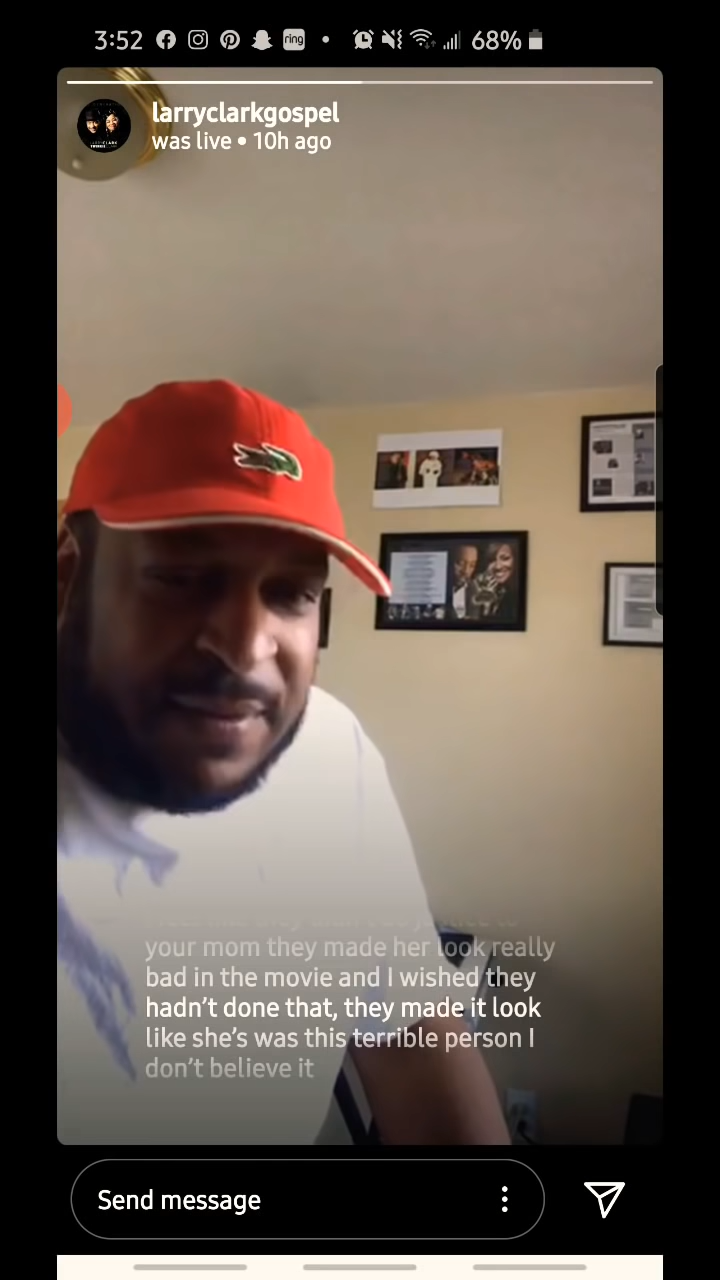 3:52 ring • 68%
larryclarkgospel
was live • 10h ago
your mom they made her look really
bad in the movie and I wished they
hadn't done that, they made it look
like she's was this terrible person I
don't believe it
Send message